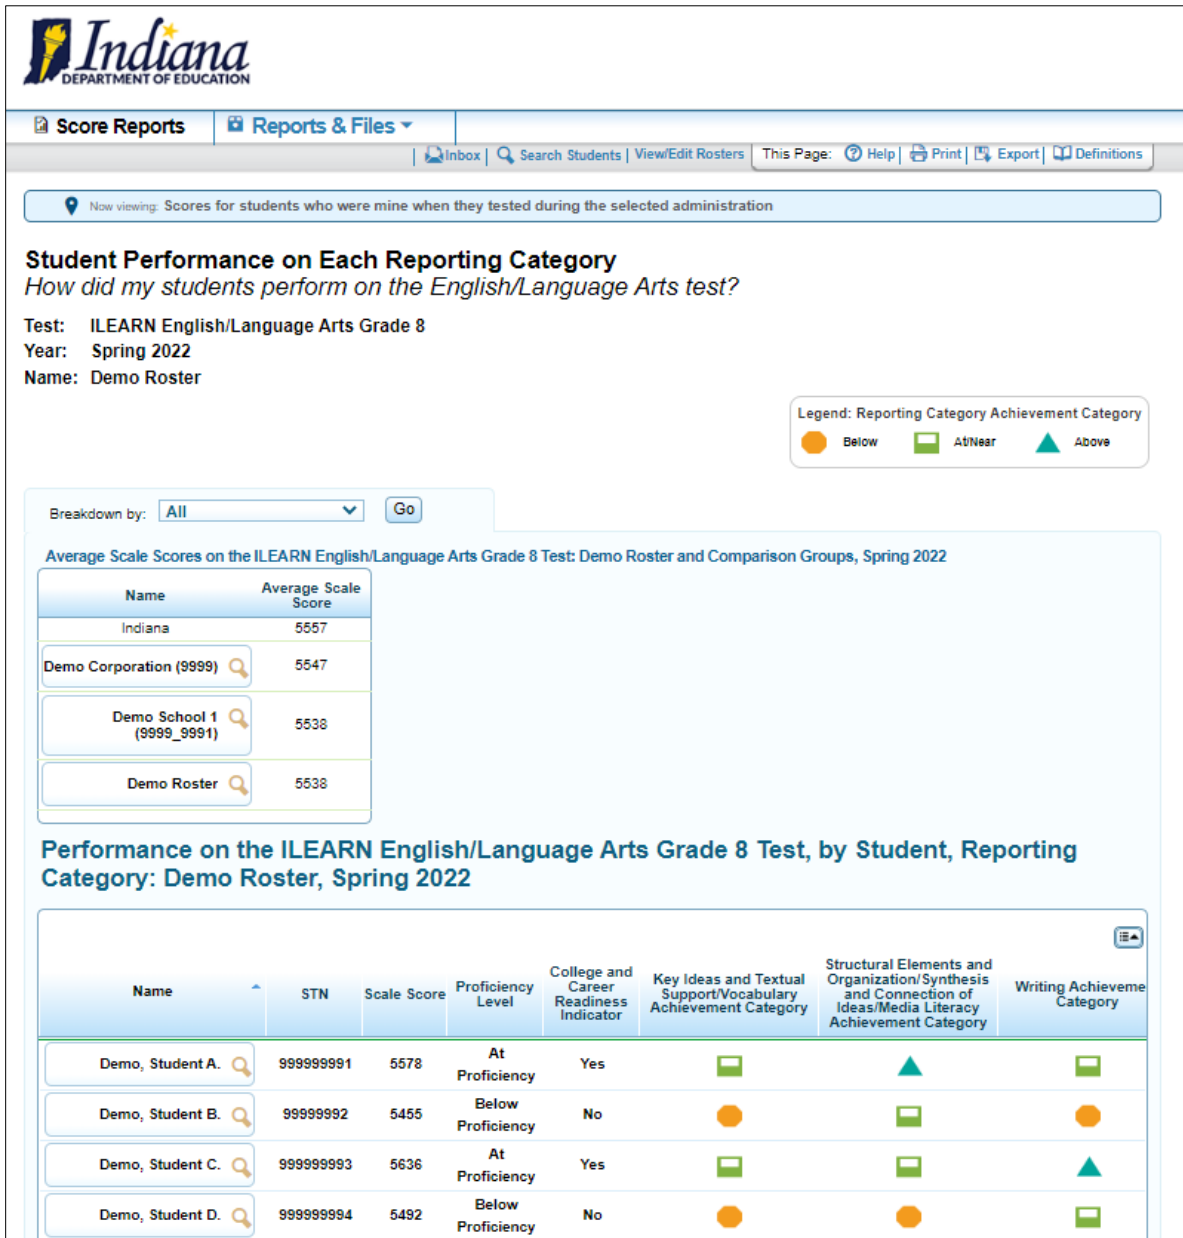 Indiana
DEPARTMENT OF EDUCATION
Score Reports
Reports & Files
Inbox | Search Students | View/Edit Rosters
This Page: Help | Print | Export | Definitions
Now viewing: Scores for students who were mine when they tested during the selected administration
Student Performance on Each Reporting Category
How did my students perform on the English/Language Arts test?
Test: ILEARN English/Language Arts Grade 8
Year: Spring 2022
Name: Demo Roster
Legend: Reporting Category Achievement Category
Below At/Near Above
Breakdown by: All Go
Average Scale Scores on the ILEARN English/Language Arts Grade 8 Test: Demo Roster and Comparison Groups, Spring 2022
Name
Average Scale
Score
Indiana 5557
Demo Corporation (9999) 5547
Demo School 1
(9999_9991)
5538
Demo Roster 5538
Performance on the ILEARN English/Language Arts Grade 8 Test, by Student, Reporting
Category: Demo Roster, Spring 2022
Name
STN
Scale Score
Proficiency
Level
College and
Career
Readiness
Indicator
Key Ideas and Textual
Support/Vocabulary
Achievement Category
Structural Elements and
Organization/Synthesis
and Connection of
Ideas/Media Literacy
Achievement Category
Writing Achieveme
Category
Demo, Student A. 999999991 5578
At
Proficiency
Yes
Demo, Student B. 99999992 5455
Below
Proficiency
No
Demo, Student C. 999999993 5636
At
Proficiency
Yes
Demo, Student D. 999999994 5492
Below
Proficiency
No